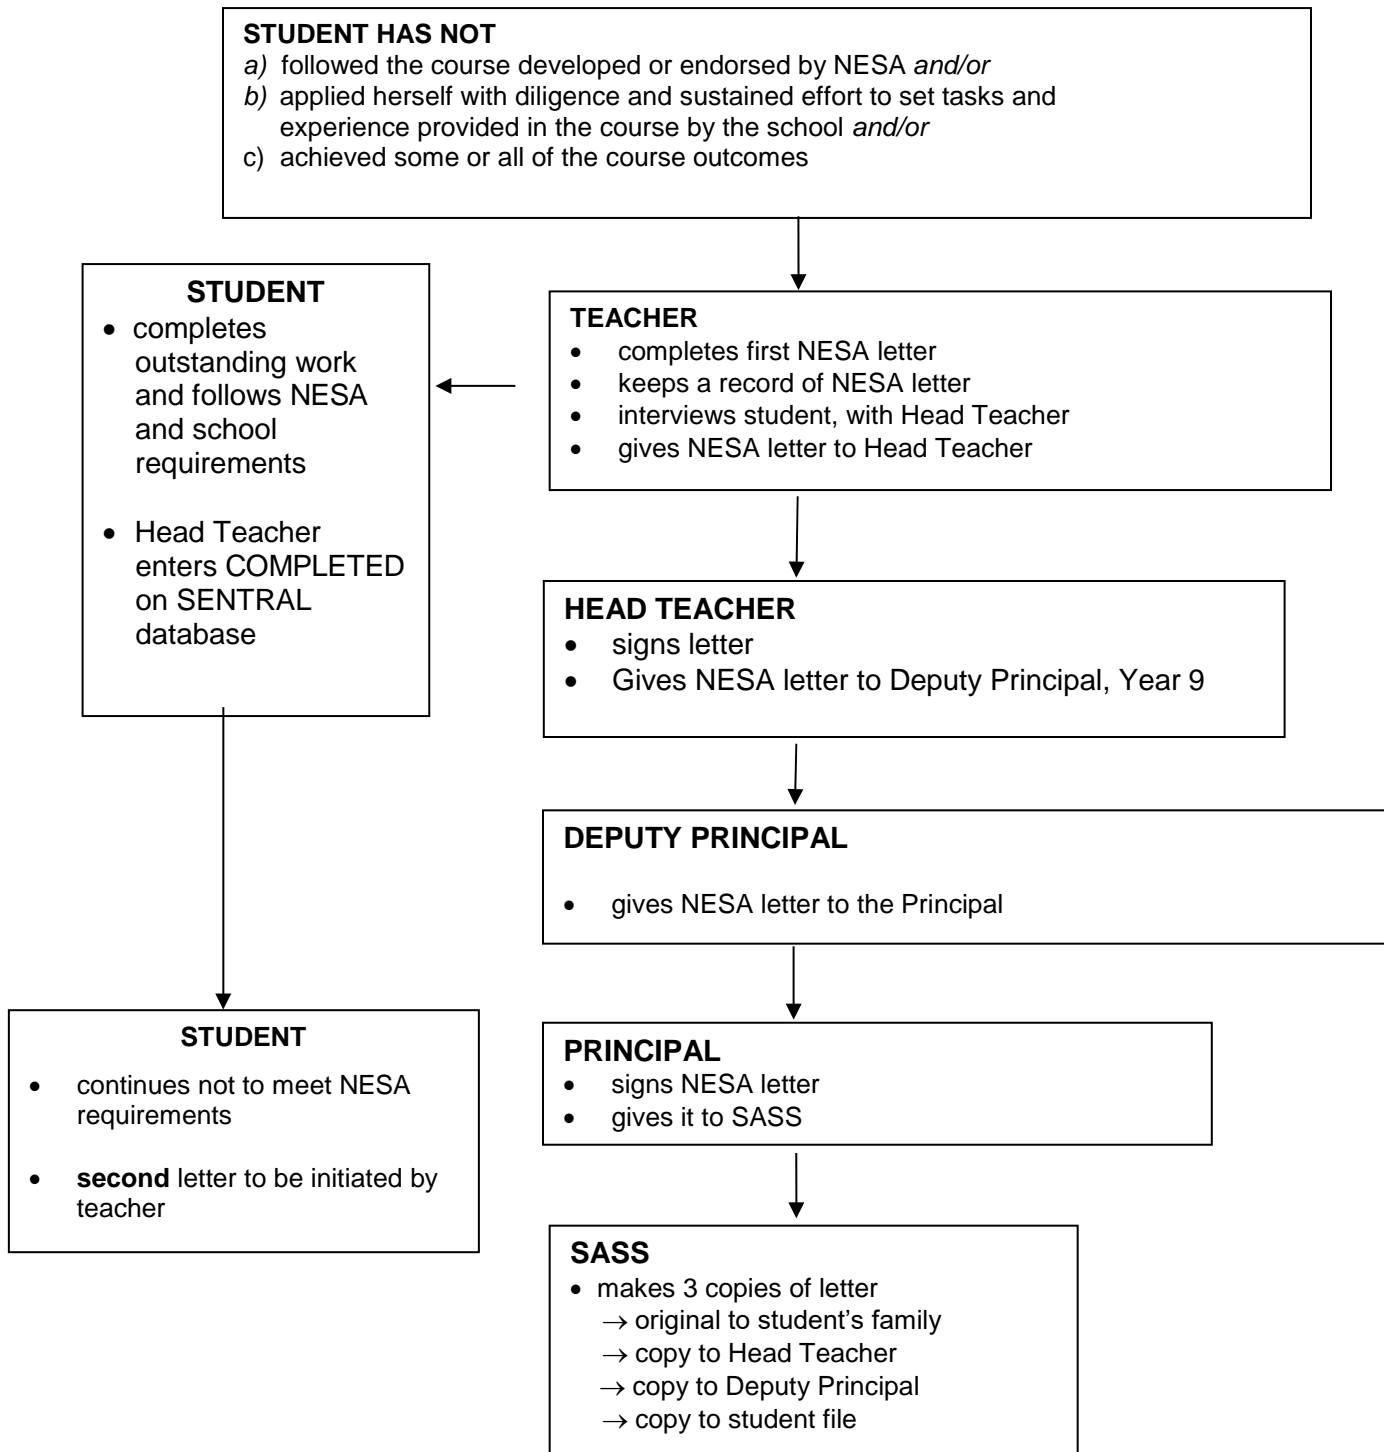 STUDENT HAS NOT
a) followed the course developed or endorsed by NESA and/or
b) applied herself with diligence and sustained effort to set tasks and
experience provided in the course by the school and/or
c) achieved some or all of the course outcomes
STUDENT
• completes
outstanding work
and follows NESA
and school
requirements
• Head Teacher
enters COMPLETED
on SENTRAL
database
TEACHER
• completes first NESA letter
• keeps a record of NESA letter
• interviews student, with Head Teacher
• gives NESA letter to Head Teacher
HEAD TEACHER
• signs letter
• Gives NESA letter to Deputy Principal, Year 9
DEPUTY PRINCIPAL
• gives NESA letter to the Principal
STUDENT
• continues not to meet NESA
requirements
• second letter to be initiated by
teacher
PRINCIPAL
• signs NESA letter
• gives it to SASS
SASS
• makes 3 copies of letter
→ original to student’s family
→ copy to Head Teacher
→ copy to Deputy Principal
→ copy to student file